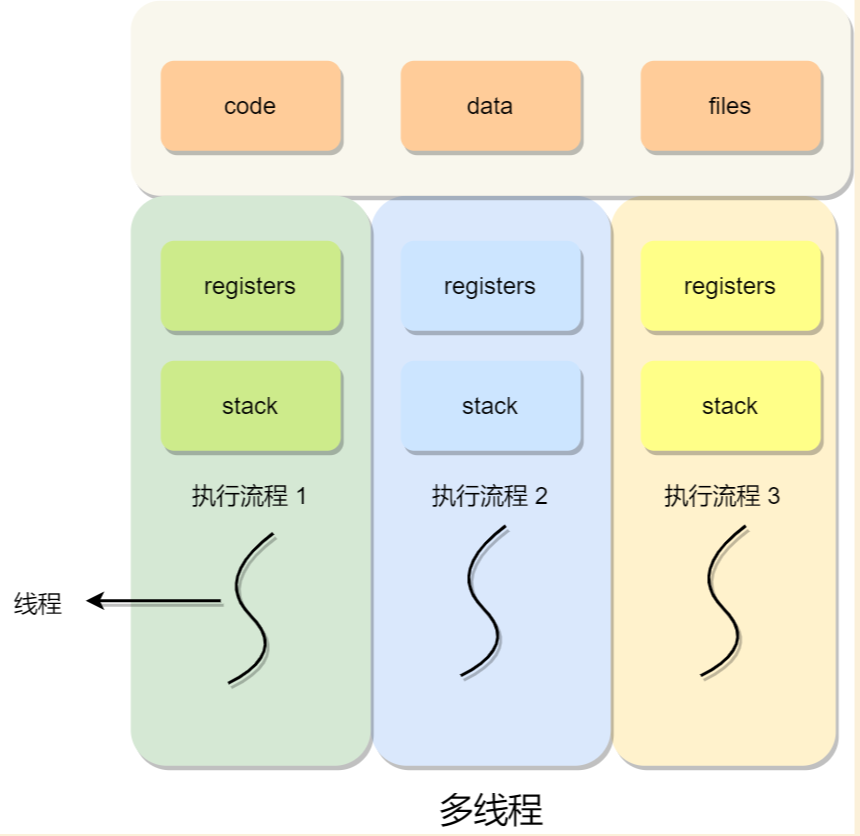 code data files
registers registers registers
stack stack stack
执行流程 1 执行流程 2 执行流程 3
线程
多线程